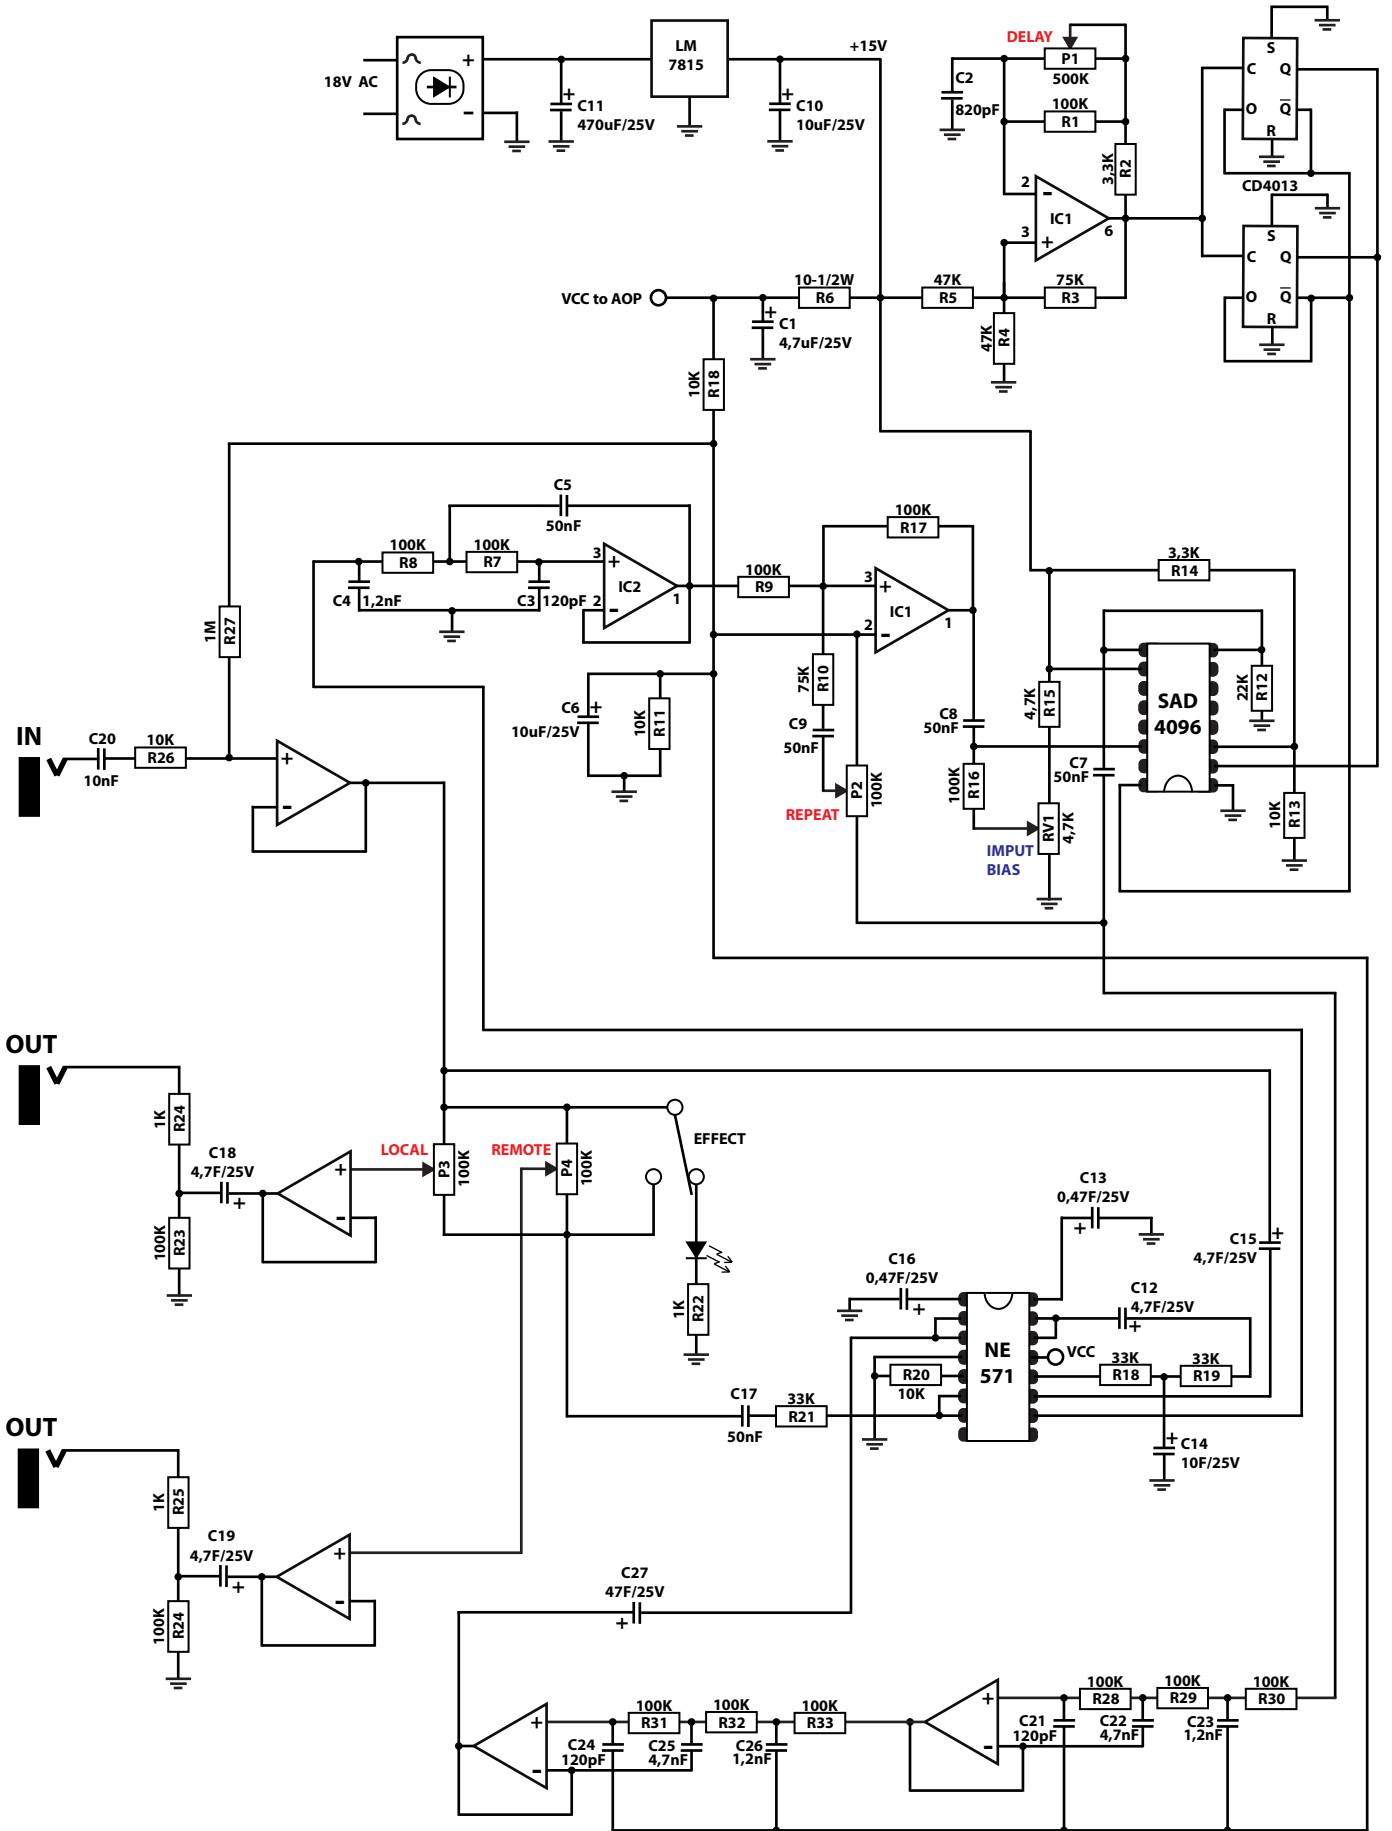 18V AC
+
-
LM
7815
+15V
+
C11
470uF/25V
+
C10
10uF/25V
DELAY
P1
500K
C2
820pF
100K
R1
3,3K
R2
2
-
IC1
3
+
6
S
C
Q
O
Q
R
CD4013
S
C
Q
O
Q
R
VCC to AOP
10-1/2W
R6
47K
R5
75K
R3
+
C1
4,7uF/25V
47K
R4
10K
R18
C5
50nF
100K
R8
100K
R7
3
+
IC2
2
-
1
C4
1,2nF
C3
120pF
100K
R9
100K
R17
3
+
IC1
2
-
1
3,3K
R14
1M
R27
75K
R10
C9
50nF
C6
+
10uF/25V
10K
R11
C8
50nF
4,7K
R15
SAD
4096
22K
R12
C7
50nF
IN
C20
10nF
10K
R26
+
-
P2
100K
REPEAT
100K
R16
RV1
4,7K
IMPUT
BIAS
10K
R13
OUT
1K
R24
C18
4,7F/25V
+
100K
R23
+
-
LOCAL
P3
100K
REMOTE
P4
100K
EFFECT
1K
R22
C13
0,47F/25V
+
C15
+
4,7F/25V
C16
0,47F/25V
+
C12
4,7F/25V
+
NE
571
VCC
R20
10K
33K
R18
33K
R19
C17
50nF
33K
R21
+
C14
10F/25V
OUT
1K
R25
C19
4,7F/25V
+
100K
R24
+
-
C27
47F/25V
+
+
-
100K
R31
100K
R32
100K
R33
C24
120pF
C25
4,7nF
C26
1,2nF
+
-
100K
R28
100K
R29
100K
R30
C21
120pF
C22
4,7nF
C23
1,2nF